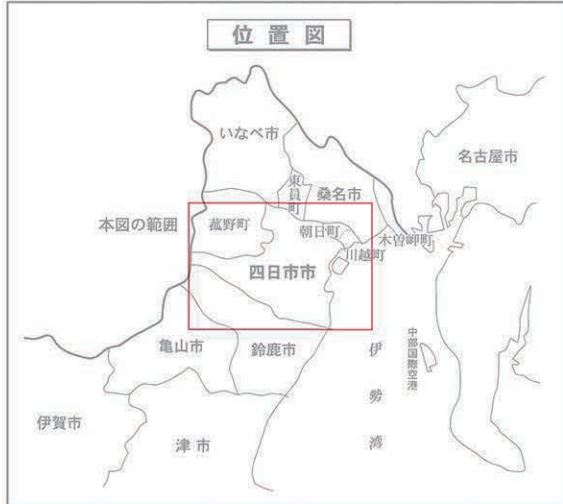 位置図
いなべ市
名古屋市
東員町
桑名市
本図の範囲
菰野町
朝日町
木曽岬町
川越町
四日市市
亀山市
鈴鹿市
伊勢湾
中部国際空港
伊賀市
津市